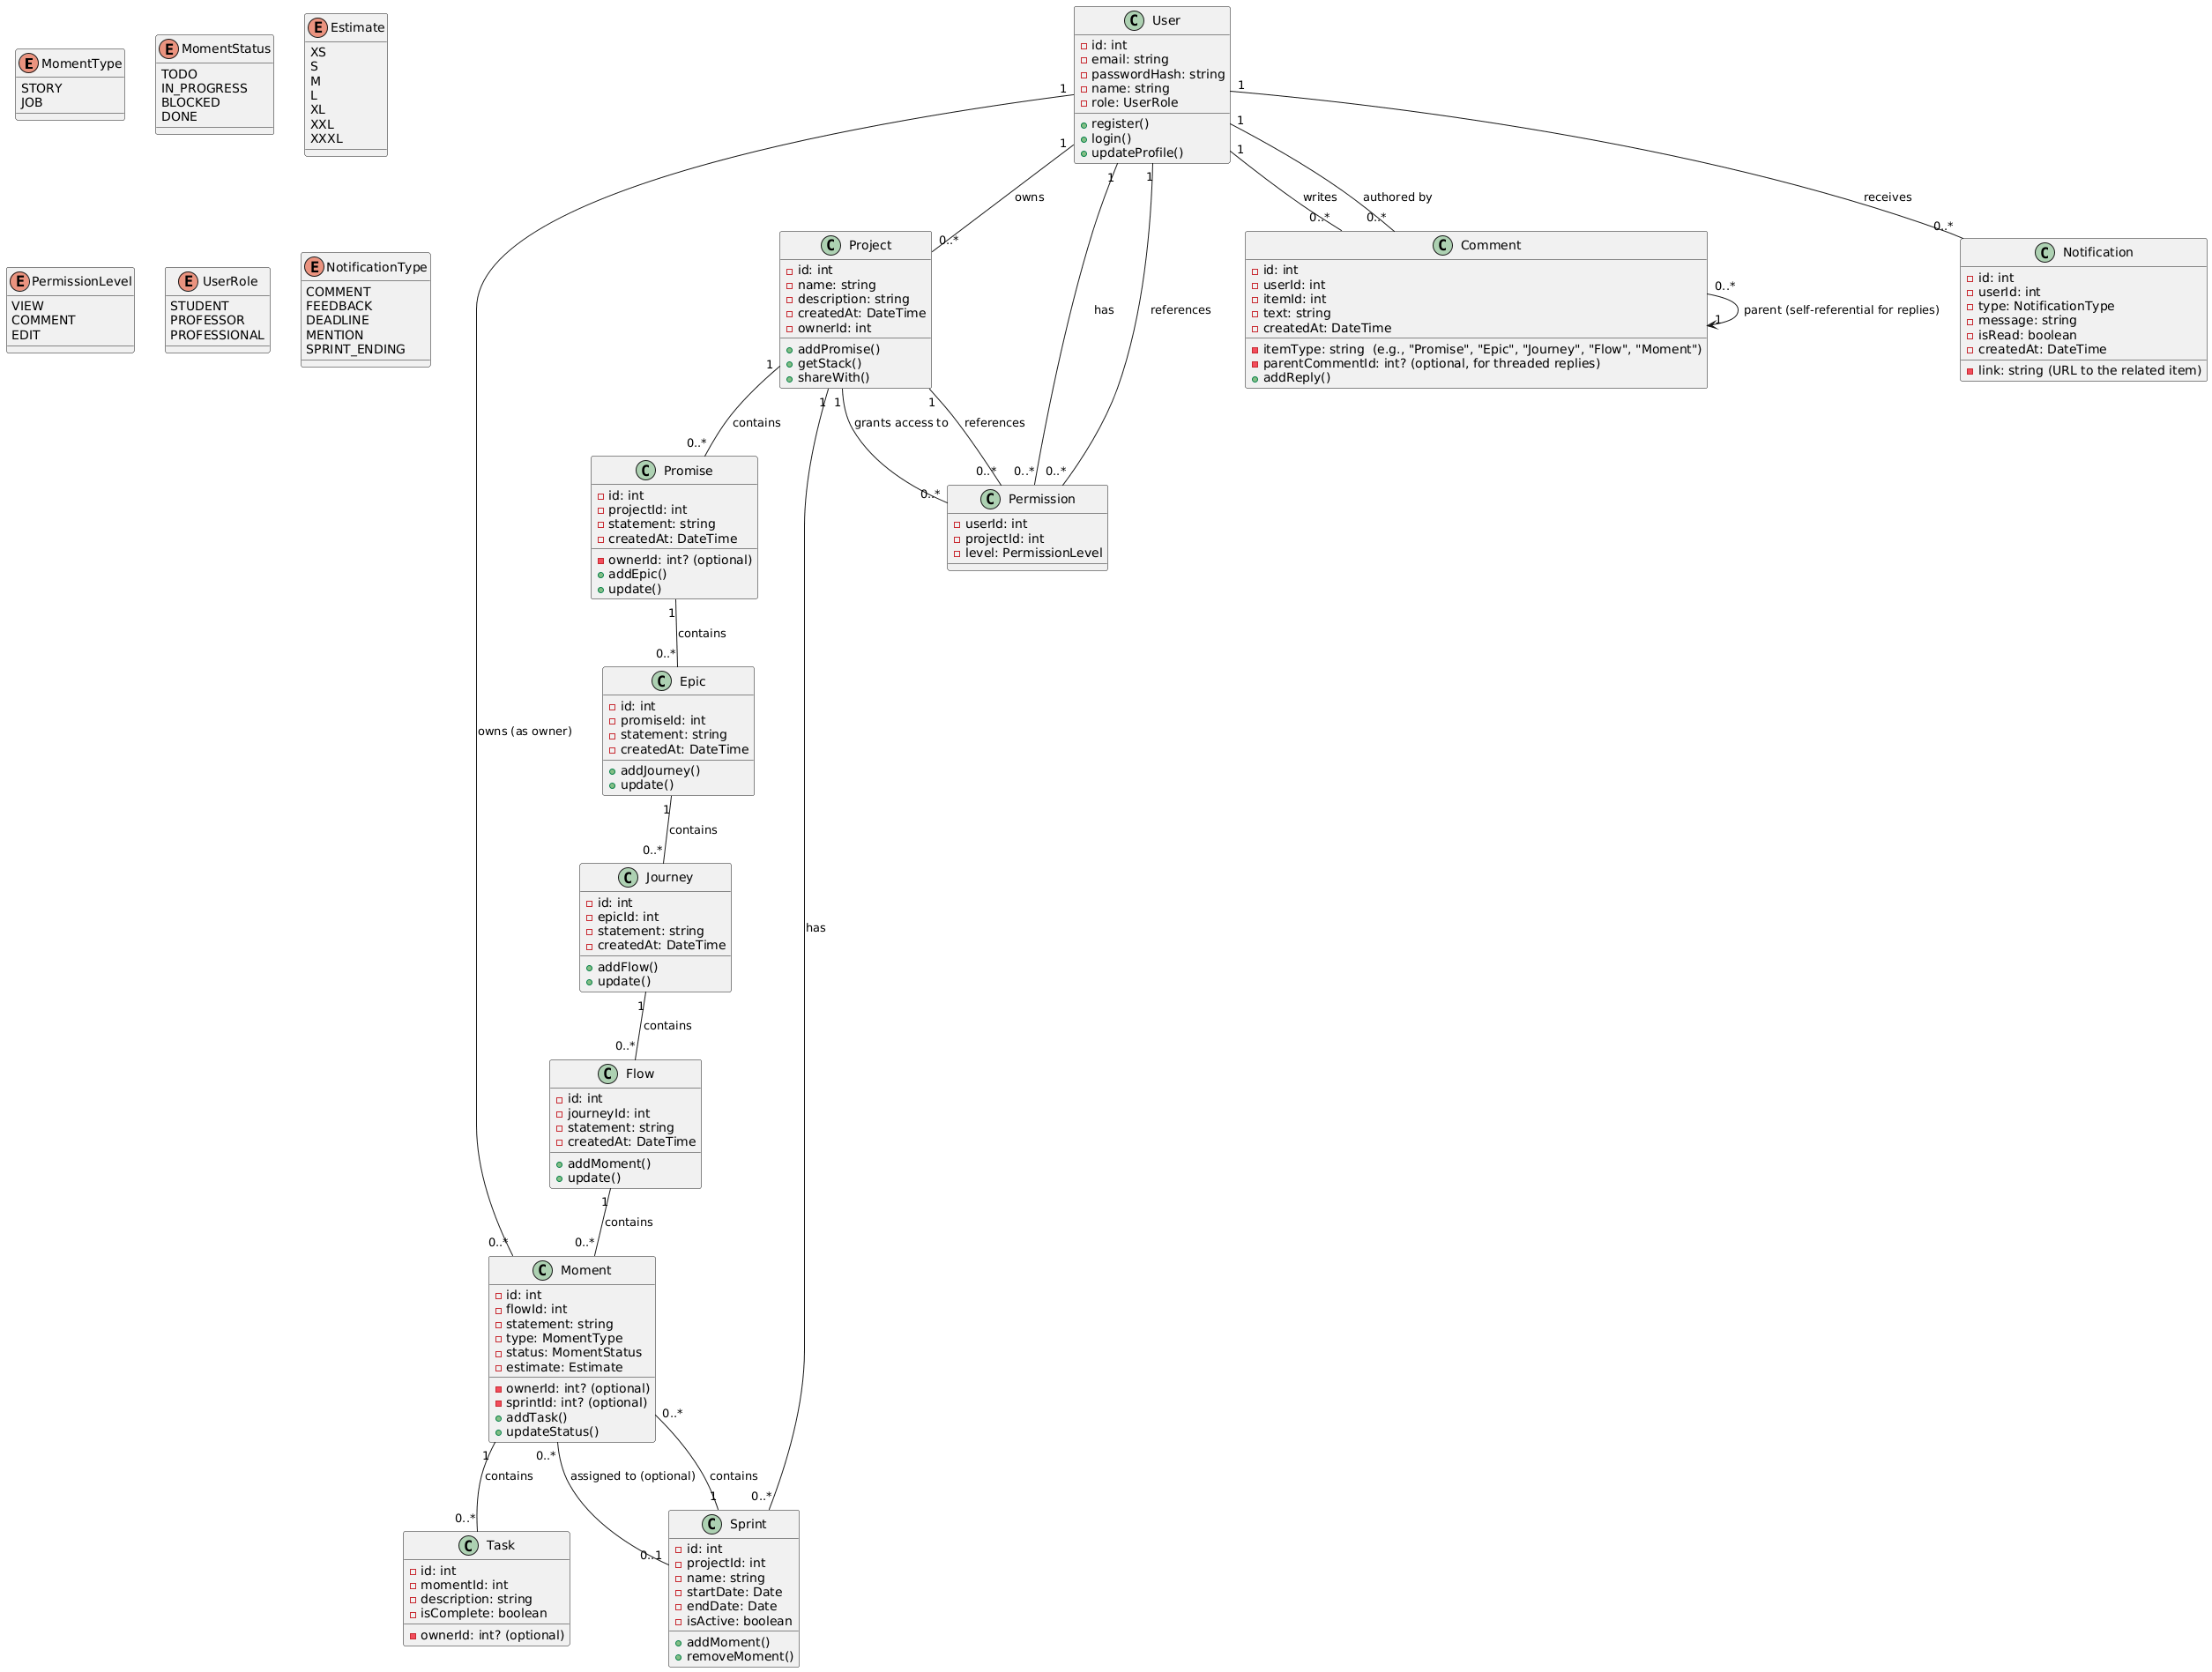 E MomentType
STORY
JOB
E MomentStatus
TODO
IN_PROGRESS
BLOCKED
DONE
E Estimate
XS
S
M
L
XL
XXL
XXXL
C User
id: int
email: string
passwordHash: string
name: string
role: UserRole
register()
login()
updateProfile()
1
1
1
1
1
1
1
owns
has
references
writes
authored by
receives
0..*
0..*
0..*
0..*
E PermissionLevel
VIEW
COMMENT
EDIT
E UserRole
STUDENT
PROFESSOR
PROFESSIONAL
E NotificationType
COMMENT
FEEDBACK
DEADLINE
MENTION
SPRINT_ENDING
C Project
id: int
name: string
description: string
createdAt: DateTime
ownerId: int
addPromise()
getStack()
shareWith()
C Comment
id: int
userId: int
itemId: int
text: string
createdAt: DateTime
itemType: string  (e.g., "Promise", "Epic", "Journey", "Flow", "Moment")
parentCommentId: int? (optional, for threaded replies)
addReply()
0..*
1
parent (self-referential for replies)
C Notification
id: int
userId: int
type: NotificationType
message: string
isRead: boolean
createdAt: DateTime
link: string (URL to the related item)
1
1
1
1
contains
grants access to
references
0..*
0..*
0..*
0..*
0..*
C Promise
id: int
projectId: int
statement: string
createdAt: DateTime
ownerId: int? (optional)
addEpic()
update()
C Permission
userId: int
projectId: int
level: PermissionLevel
1
contains
0..*
owns (as owner)
C Epic
id: int
promiseId: int
statement: string
createdAt: DateTime
addJourney()
update()
1
contains
0..*
C Journey
id: int
epicId: int
statement: string
createdAt: DateTime
addFlow()
update()
has
1
contains
0..*
C Flow
id: int
journeyId: int
statement: string
createdAt: DateTime
addMoment()
update()
1
contains
0..*
0..*
C Moment
id: int
flowId: int
statement: string
type: MomentType
status: MomentStatus
estimate: Estimate
ownerId: int? (optional)
sprintId: int? (optional)
addTask()
updateStatus()
0..*
1
0..*
contains
assigned to (optional)
contains
0..*
1
0..*
0..1
C Task
id: int
momentId: int
description: string
isComplete: boolean
ownerId: int? (optional)
C Sprint
id: int
projectId: int
name: string
startDate: Date
endDate: Date
isActive: boolean
addMoment()
removeMoment()